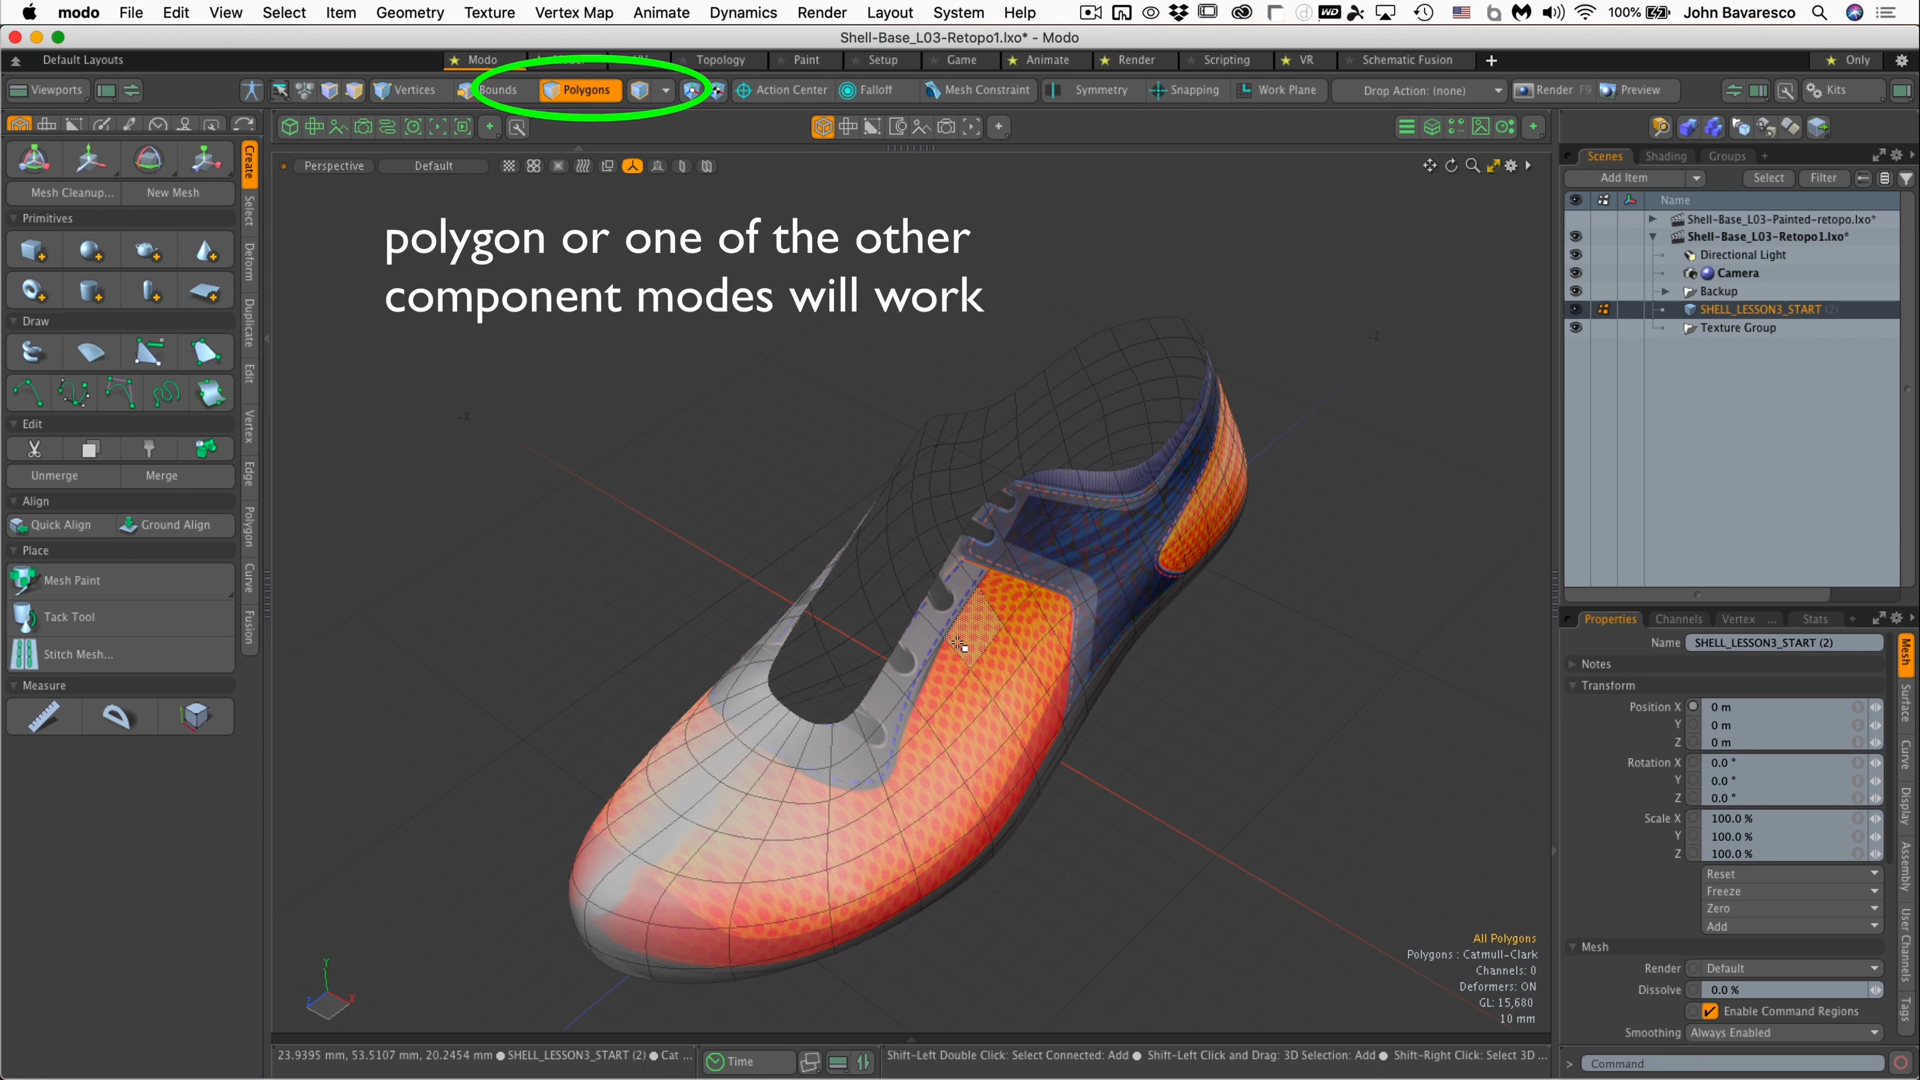 modo File Edit View Select Item Geometry Texture Vertex Map Animate Dynamics Render Layout System Help 100% John Bavaresco
Shell-Base_L03-Retopo1.lxo* - Modo
Default Layouts Modo Topology Paint Setup Game Animate Render Scripting VR Schematic Fusion Only
Viewports Vertices Bounds Polygons Action Center Falloff Mesh Constraint Symmetry Snapping Work Plane Drop Action: (none) Render F9 Preview Kits
Scenes Shading Groups
Perspective Default
Add Item Select Filter
Mesh Cleanup... New Mesh
Name
Primitives
Shell-Base_L03-Painted-retopo.lxo*
Shell-Base_L03-Retopo1.lxo*
Directional Light
Camera
Backup
SHELL_LESSON3_START (2)
Texture Group
polygon or one of the other
component modes will work
Draw
Edit
Unmerge Merge
Align
Quick Align Ground Align
Place
Mesh Paint
Tack Tool
Stitch Mesh...
Measure
Create
Select
Deform
Duplicate
Edit
Vertex
Edge
Polygon
Curve
Fusion
-X
-Z
Y
X
Z
Properties Channels Vertex ... Stats
Name SHELL_LESSON3_START (2)
Notes
Transform
Position X 0 m
Y 0 m
Z 0 m
Rotation X 0.0 °
Y 0.0 °
Z 0.0 °
Scale X 100.0 %
Y 100.0 %
Z 100.0 %
Reset
Freeze
Zero
Add
Mesh
Render Default
Dissolve 0.0 %
Enable Command Regions
Smoothing Always Enabled
Mesh
Surface
Curve
Display
Assembly
User Channels
Tags
All Polygons
Polygons : Catmull-Clark
Channels: 0
Deformers: ON
GL: 15,680
10 mm
23.9395 mm, 53.5107 mm, 20.2454 mm ● SHELL_LESSON3_START (2) ● Cat ... Time Shift-Left Double Click: Select Connected: Add ● Shift-Left Click and Drag: 3D Selection: Add ● Shift-Right Click: Select 3D ...
> Command